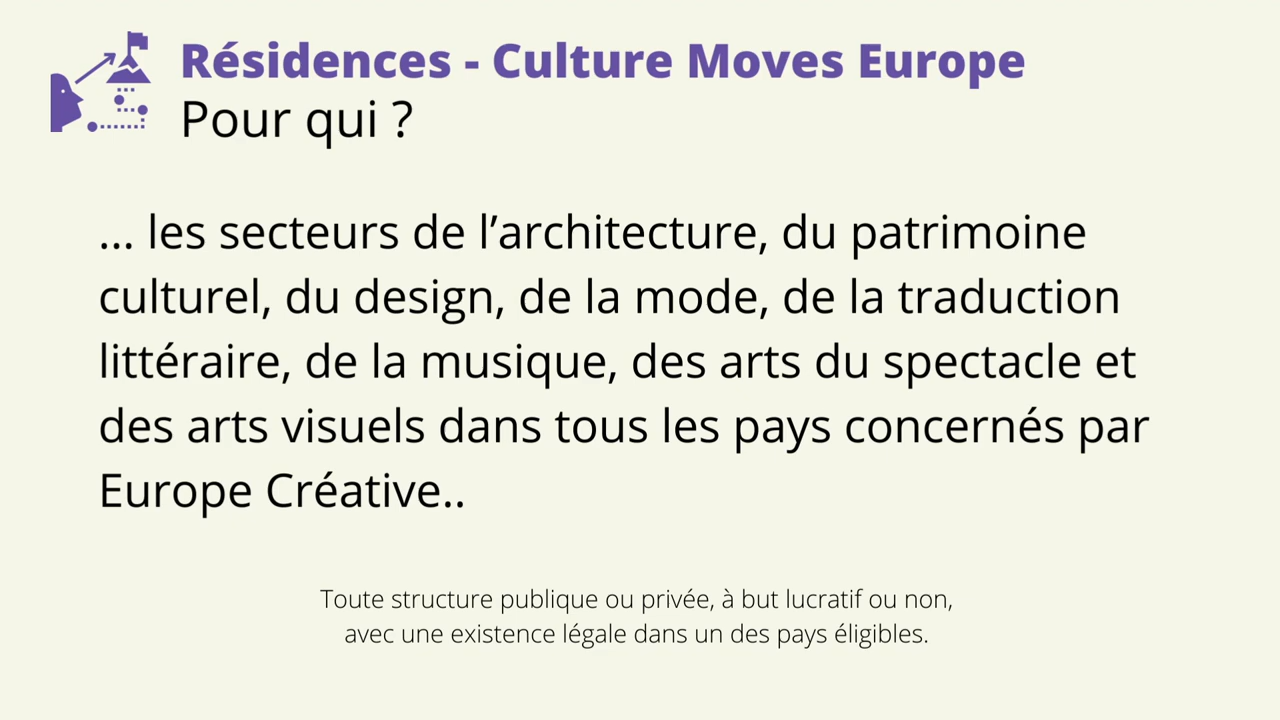 Résidences - Culture Moves Europe
Pour qui ?
... les secteurs de l’architecture, du patrimoine
culturel, du design, de la mode, de la traduction
littéraire, de la musique, des arts du spectacle et
des arts visuels dans tous les pays concernés par
Europe Créative..
Toute structure publique ou privée, à but lucratif ou non,
avec une existence légale dans un des pays éligibles.